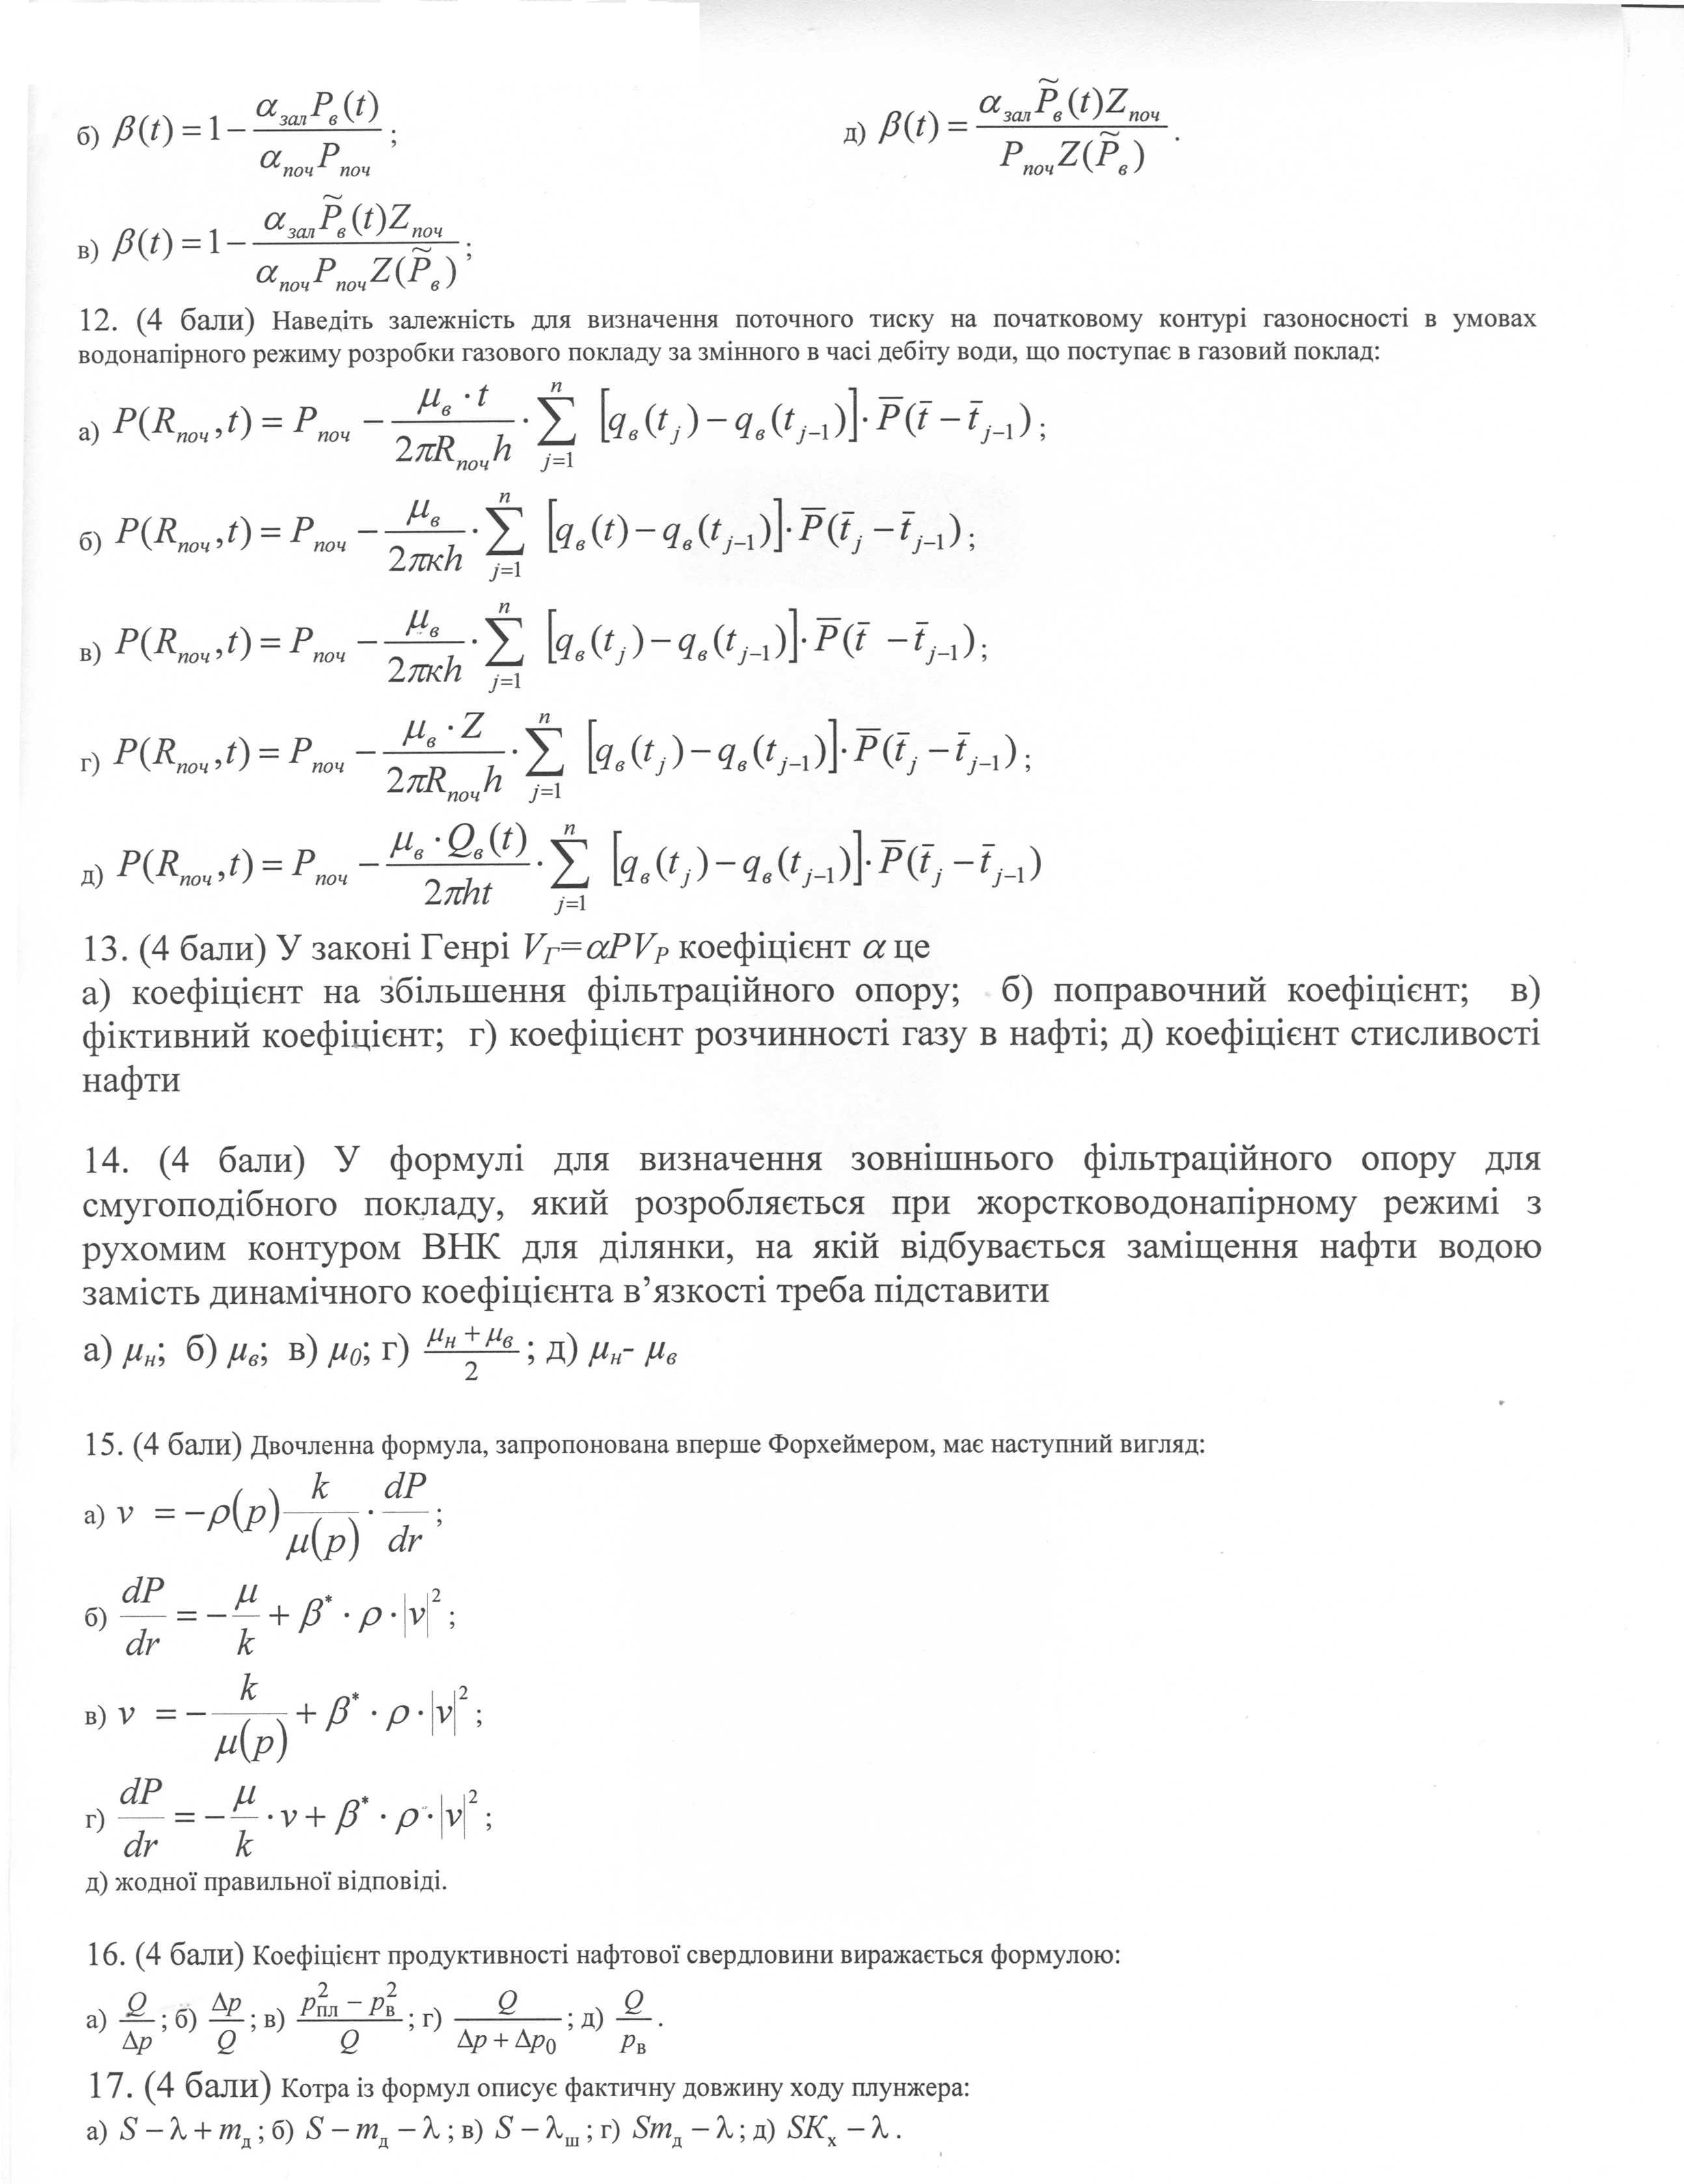 б) β(t) = 1 − α_зал P_в(t) / α_поч P_поч ;
д) β(t) = α_зал P̃_в(t) Z_поч / P_поч Z(P̃_в) .
в) β(t) = 1 − α_зал P̃_в(t) Z_поч / α_поч P_поч Z(P̃_в) ;
12. (4 бали) Наведіть залежність для визначення поточного тиску на початковому контурі газоносності в умовах
водонапірного режиму розробки газового покладу за змінного в часі дебіту води, що поступає в газовий поклад:
а) P(R_поч, t) = P_поч − μ_в · t / 2πR_поч h · ∑_{j=1}^{n} [q_в(t_j) − q_в(t_{j−1})] · P̄(t̄ − t̄_{j−1}) ;
б) P(R_поч, t) = P_поч − μ_в / 2πкh · ∑_{j=1}^{n} [q_в(t) − q_в(t_{j−1})] · P̄(t̄_j − t̄_{j−1}) ;
в) P(R_поч, t) = P_поч − μ_в / 2πкh · ∑_{j=1}^{n} [q_в(t_j) − q_в(t_{j−1})] · P̄(t̄ − t̄_{j−1}) ;
г) P(R_поч, t) = P_поч − μ_в · Z / 2πR_поч h · ∑_{j=1}^{n} [q_в(t_j) − q_в(t_{j−1})] · P̄(t̄_j − t̄_{j−1}) ;
д) P(R_поч, t) = P_поч − μ_в · Q_в(t) / 2πht · ∑_{j=1}^{n} [q_в(t_j) − q_в(t_{j−1})] · P̄(t̄_j − t̄_{j−1})
13. (4 бали) У законі Генрі V_Г=αPV_P коефіцієнт α це
а) коефіцієнт на збільшення фільтраційного опору; б) поправочний коефіцієнт; в)
фіктивний коефіцієнт; г) коефіцієнт розчинності газу в нафті; д) коефіцієнт стисливості
нафти
14. (4 бали) У формулі для визначення зовнішнього фільтраційного опору для
смугоподібного покладу, який розробляється при жорстководонапірному режимі з
рухомим контуром ВНК для ділянки, на якій відбувається заміщення нафти водою
замість динамічного коефіцієнта в’язкості треба підставити
а) μ_н; б) μ_в; в) μ_0; г) (μ_н + μ_в) / 2 ; д) μ_н- μ_в
15. (4 бали) Двочленна формула, запропонована вперше Форхеймером, має наступний вигляд:
а) v = −ρ(p) k / μ(p) · dP / dr ;
б) dP / dr = − μ / k + β* · ρ · |v|² ;
в) v = − k / μ(p) + β* · ρ · |v|² ;
г) dP / dr = − μ / k · v + β* · ρ · |v|² ;
д) жодної правильної відповіді.
16. (4 бали) Коефіцієнт продуктивності нафтової свердловини виражається формулою:
а) Q / Δp ; б) Δp / Q ; в) (p²_пл − p²_в) / Q ; г) Q / (Δp + Δp_0) ; д) Q / p_в .
17. (4 бали) Котра із формул описує фактичну довжину ходу плунжера:
а) S − λ + m_д ; б) S − m_д − λ ; в) S − λ_ш ; г) Sm_д − λ ; д) SK_х − λ .